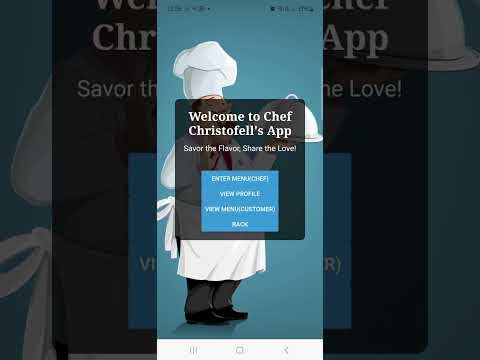 Welcome to Chef
Christofell's App
Savor the Flavor, Share the Love!
ENTER MENU(CHEF)
VIEW PROFILE
VIEW MENU(CUSTOMER)
BACK